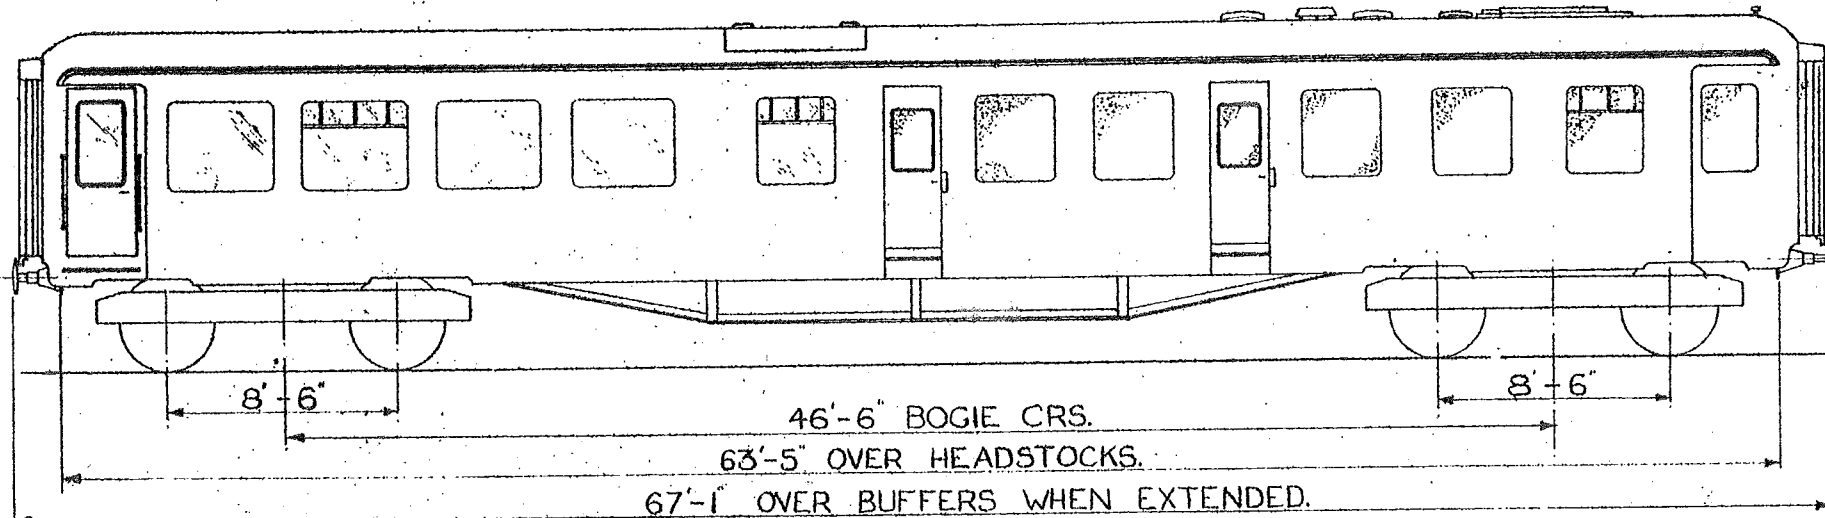 8'-6" 8'-6"
46'-6" BOGIE CRS.
63'-5" OVER HEADSTOCKS.
67'-1" OVER BUFFERS WHEN EXTENDED.